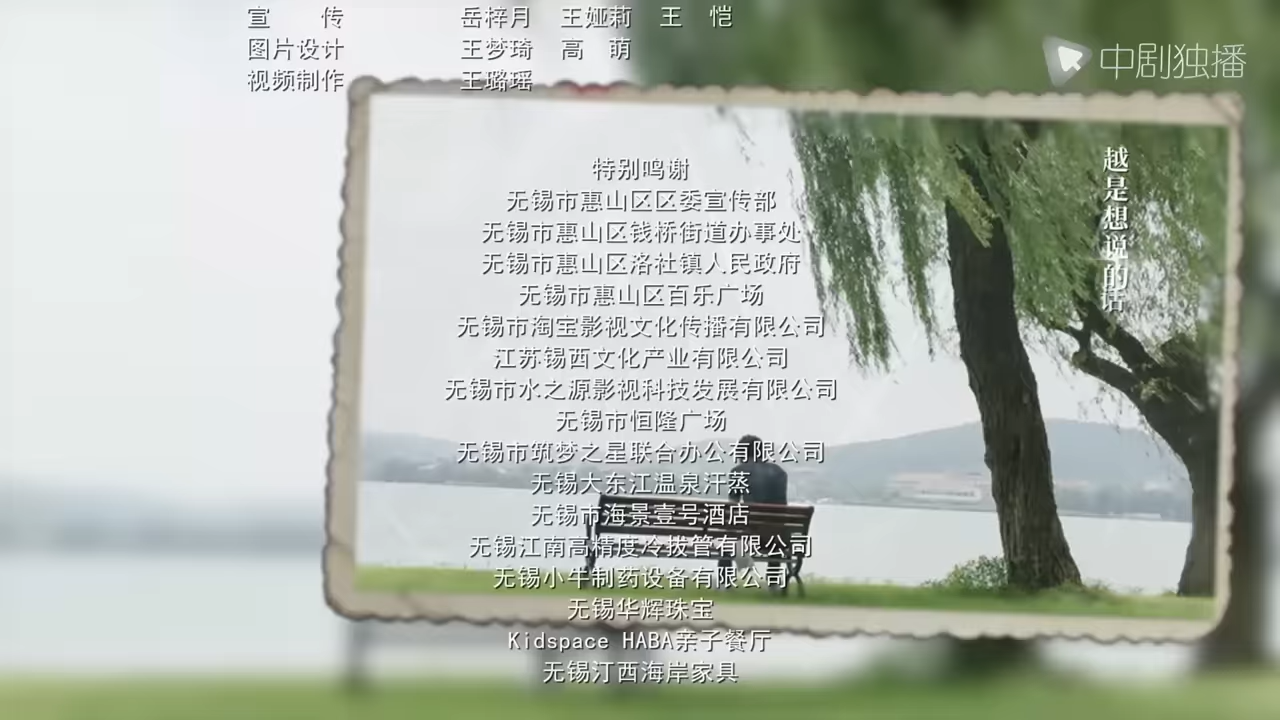 宣　　传　岳梓月　王娅莉　王　恺
图片设计　王梦琦　高　萌
视频制作　王璐瑶
中剧独播
特别鸣谢
无锡市惠山区区委宣传部
无锡市惠山区钱桥街道办事处
无锡市惠山区洛社镇人民政府
无锡市惠山区百乐广场
无锡市淘宝影视文化传播有限公司
江苏锡西文化产业有限公司
无锡市水之源影视科技发展有限公司
无锡市恒隆广场
无锡市筑梦之星联合办公有限公司
无锡大东江温泉汗蒸
无锡市海景壹号酒店
无锡江南高精度冷拔管有限公司
无锡小牛制药设备有限公司
无锡华辉珠宝
Kidspace HABA亲子餐厅
无锡汀西海岸家具
越是想说的话